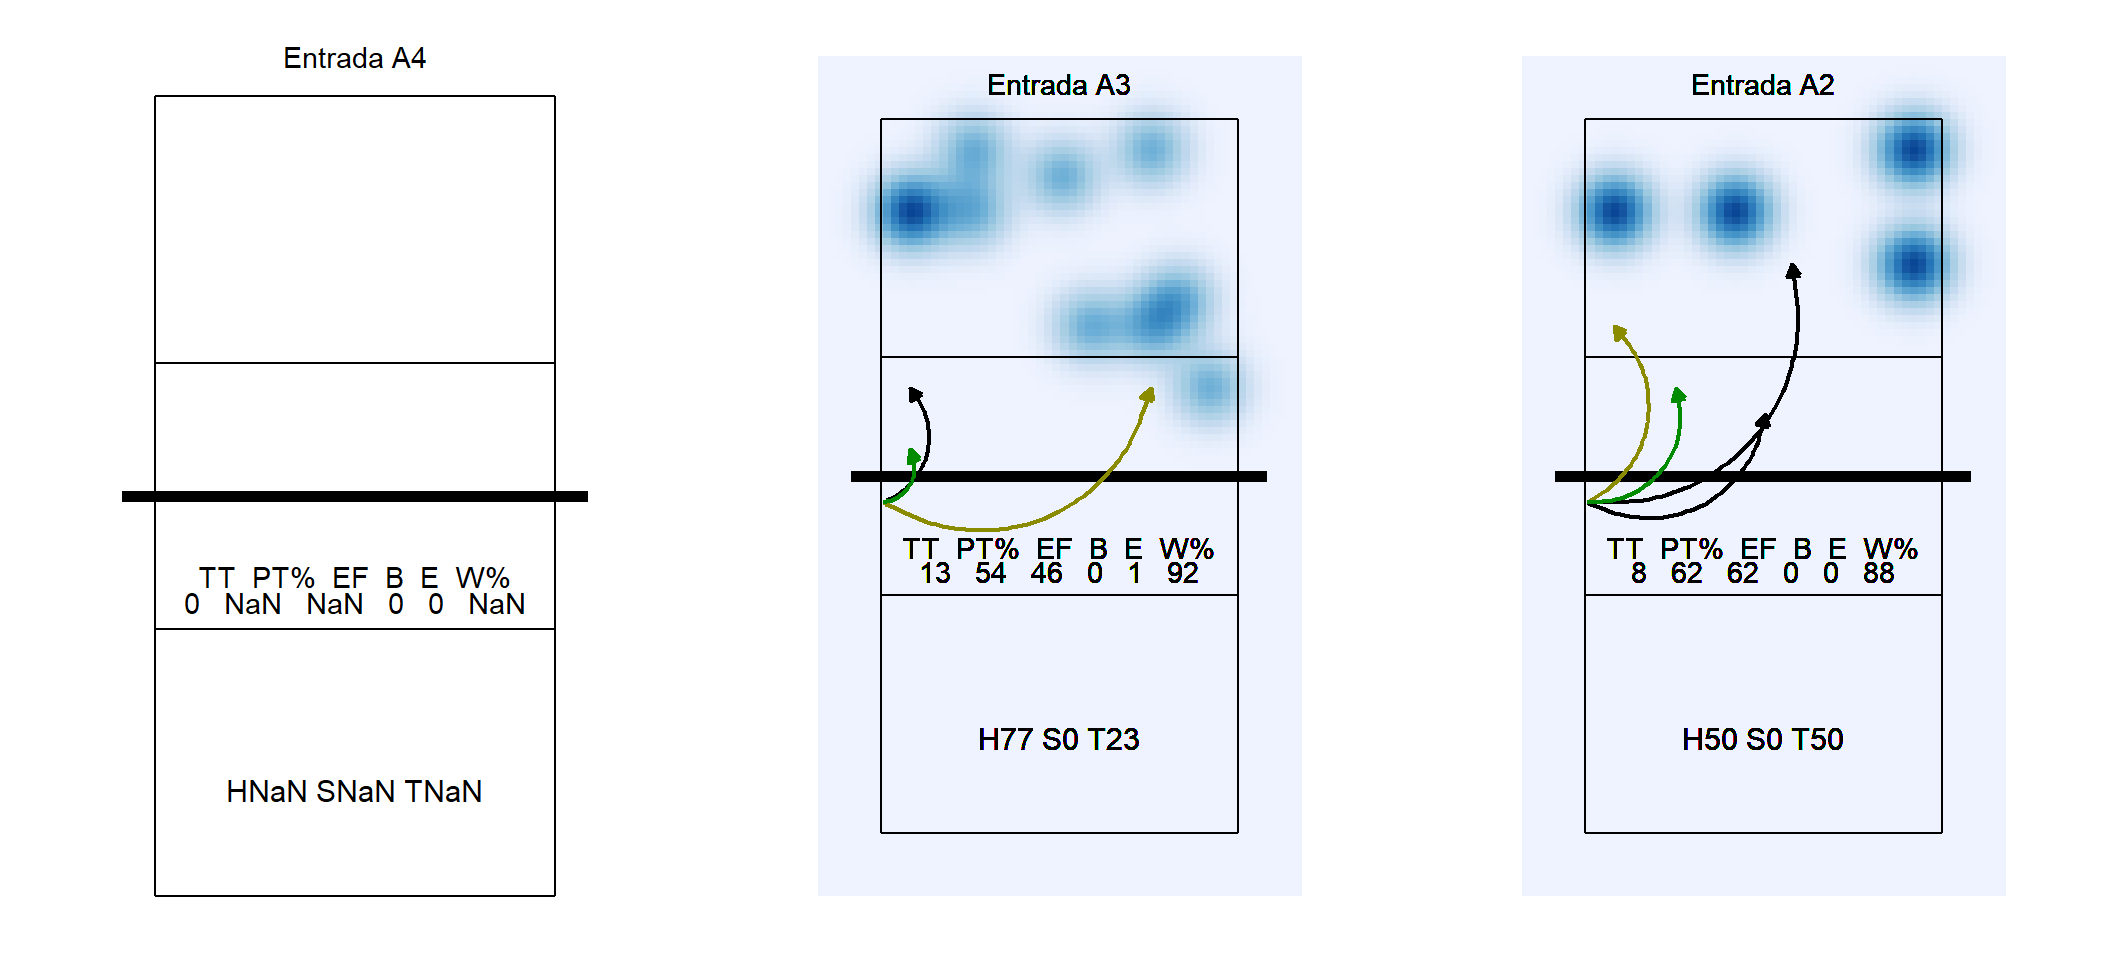 Entrada A4
TT PT% EF B E W%
0 NaN NaN 0 0 NaN
HNaN SNaN TNaN
Entrada A3
TT PT% EF B E W%
13 54 46 0 1 92
H77 S0 T23
Entrada A2
TT PT% EF B E W%
8 62 62 0 0 88
H50 S0 T50